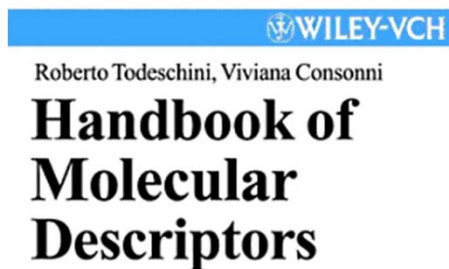 WILEY-VCH
Roberto Todeschini, Viviana Consonni
Handbook of
Molecular
Descriptors